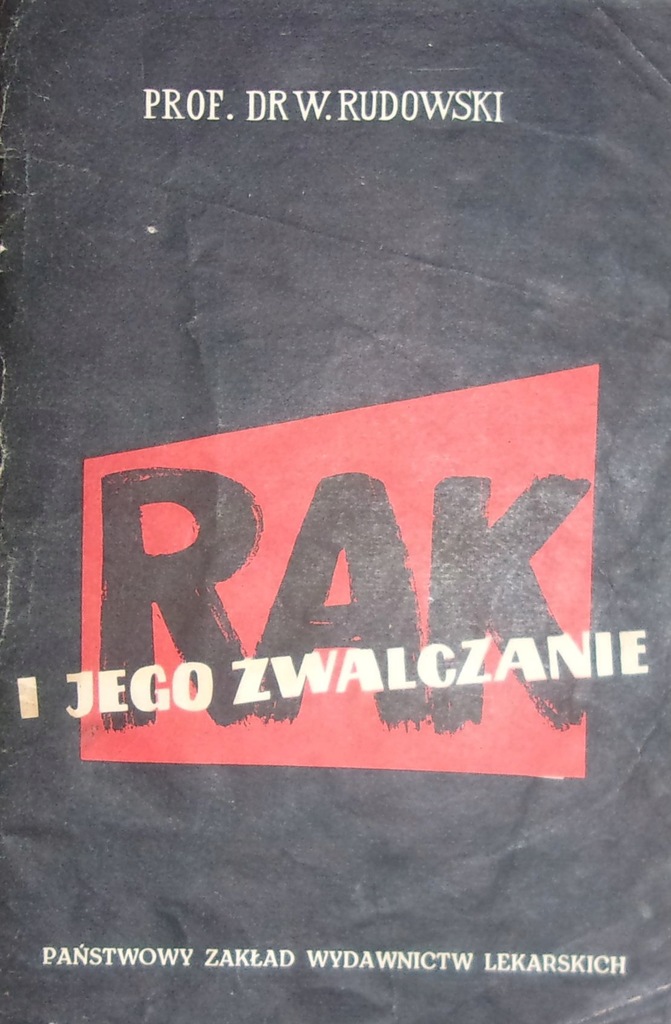 PROF. DR W. RUDOWSKI
RAK
I JEGO ZWALCZANIE
PAŃSTWOWY ZAKŁAD WYDAWNICTW LEKARSKICH